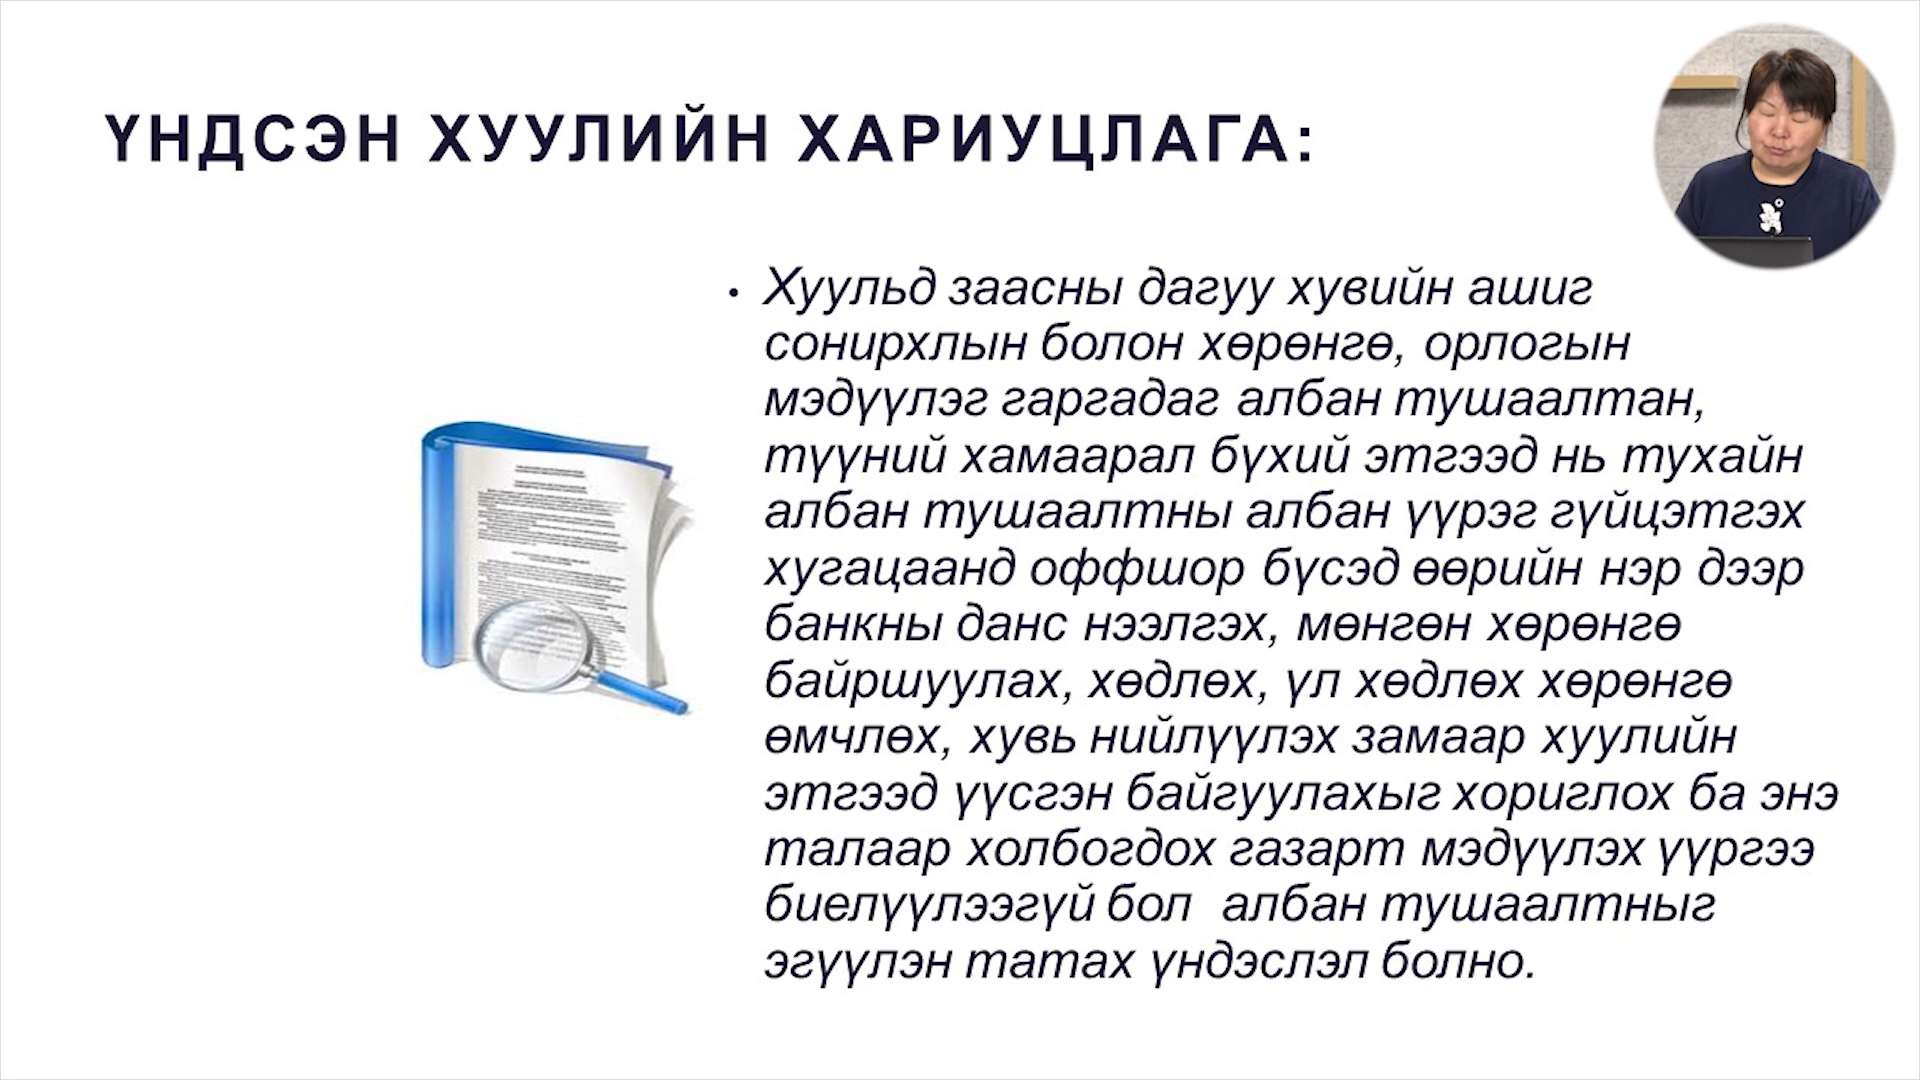 ҮНДСЭН ХУУЛИЙН ХАРИУЦЛАГА:
• Хуульд заасны дагуу хувийн ашиг
сонирхлын болон хөрөнгө, орлогын
мэдүүлэг гаргадаг албан тушаалтан,
түүний хамаарал бүхий этгээд нь тухайн
албан тушаалтны албан үүрэг гүйцэтгэх
хугацаанд оффшор бүсэд өөрийн нэр дээр
банкны данс нээлгэх, мөнгөн хөрөнгө
байршуулах, хөдлөх, үл хөдлөх хөрөнгө
өмчлөх, хувь нийлүүлэх замаар хуулийн
этгээд үүсгэн байгуулахыг хориглох ба энэ
талаар холбогдох газарт мэдүүлэх үүргээ
биелүүлээгүй бол албан тушаалтныг
эгүүлэн татах үндэслэл болно.